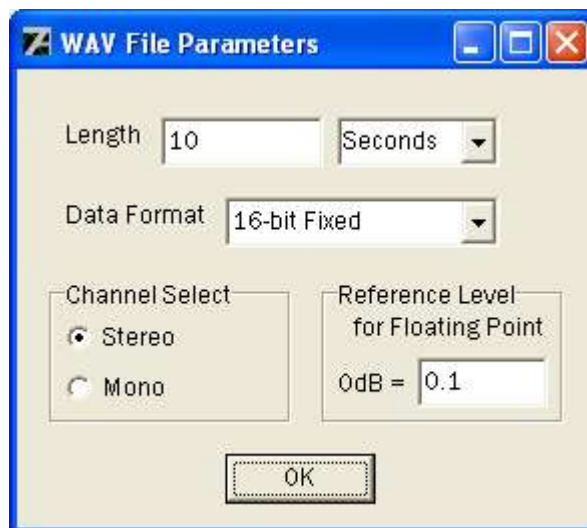 WAV File Parameters
Length 10 Seconds
Data Format 16-bit Fixed
Channel Select
Stereo
Mono
Reference Level
for Floating Point
0dB = 0.1
OK